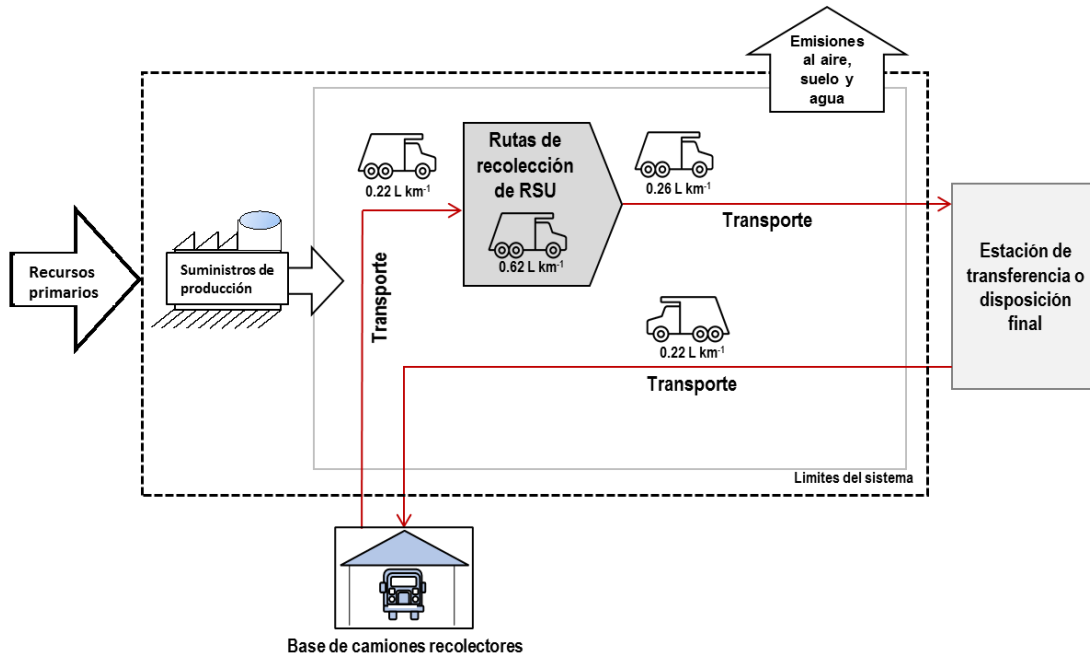 Emisiones
al aire,
suelo y
agua
Rutas de
recolección
de RSU
0.22 L km⁻¹
0.26 L km⁻¹
0.62 L km⁻¹
Transporte
Recursos
primarios
Suministros de
producción
Transporte
Estación de
transferencia o
disposición
final
0.22 L km⁻¹
Transporte
Limites del sistema
Base de camiones recolectores